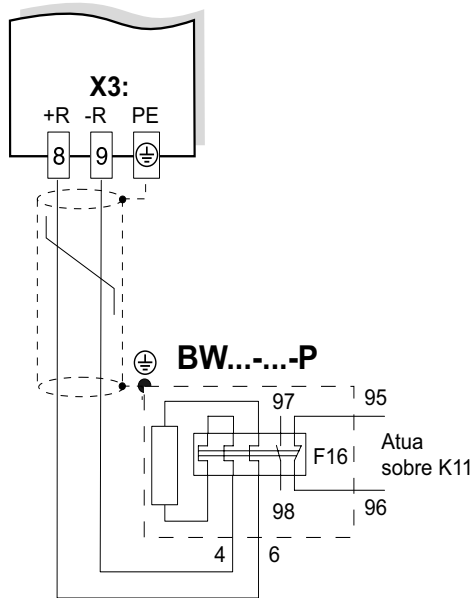 X3:
+R -R PE
8 9
BW...-...-P
97 95
F16
Atua
sobre K11
98 96
4 6